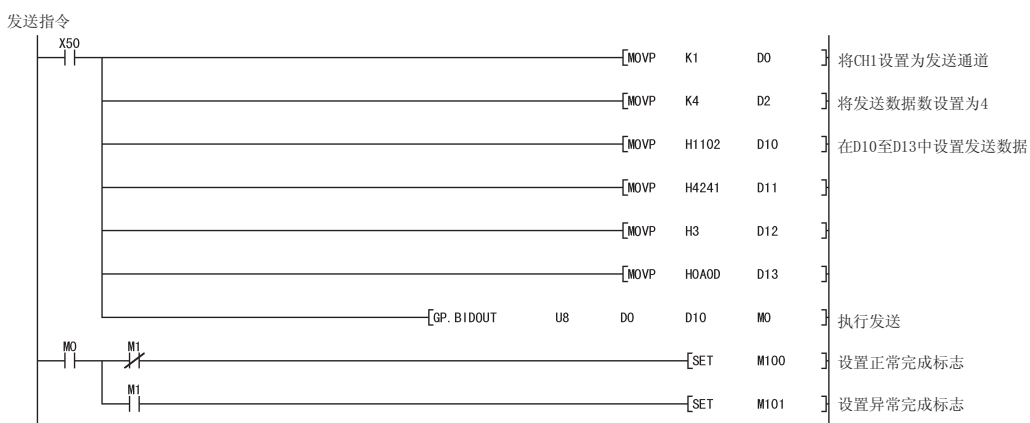 发送指令
X50
MOVP K1 D0 将CH1设置为发送通道
MOVP K4 D2 将发送数据数设置为4
MOVP H1102 D10 在D10至D13中设置发送数据
MOVP H4241 D11
MOVP H3 D12
MOVP H0A0D D13
GP.BIDOUT U8 D0 D10 M0 执行发送
M0 M1
SET M100 设置正常完成标志
M1
SET M101 设置异常完成标志